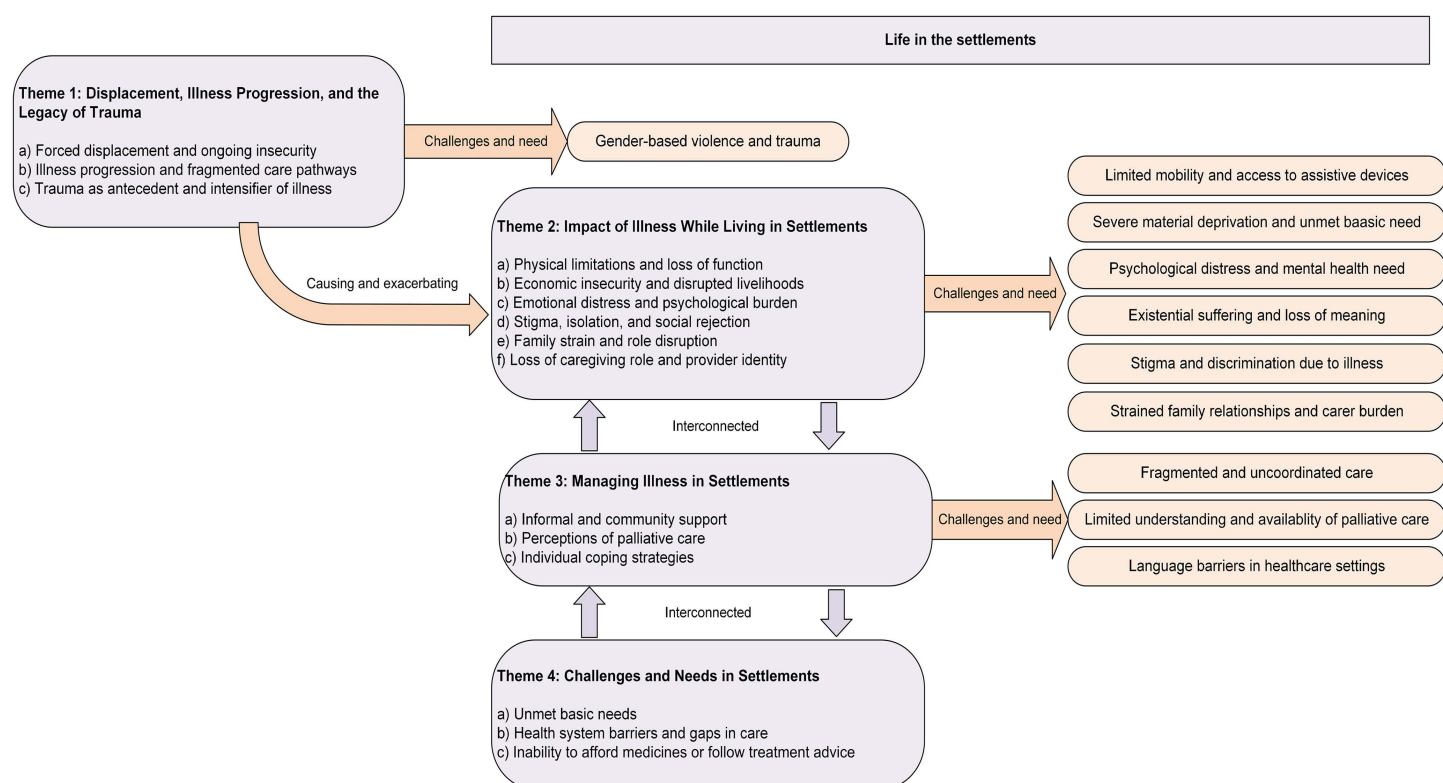 Life in the settlements
Theme 1: Displacement, Illness Progression, and the
Legacy of Trauma
a) Forced displacement and ongoing insecurity
b) Illness progression and fragmented care pathways
c) Trauma as antecedent and intensifier of illness
Challenges and need
Gender-based violence and trauma
Causing and exacerbating
Theme 2: Impact of Illness While Living in Settlements
a) Physical limitations and loss of function
b) Economic insecurity and disrupted livelihoods
c) Emotional distress and psychological burden
d) Stigma, isolation, and social rejection
e) Family strain and role disruption
f) Loss of caregiving role and provider identity
Challenges and need
Limited mobility and access to assistive devices
Severe material deprivation and unmet baasic need
Psychological distress and mental health need
Existential suffering and loss of meaning
Stigma and discrimination due to illness
Strained family relationships and carer burden
Interconnected
Theme 3: Managing Illness in Settlements
a) Informal and community support
b) Perceptions of palliative care
c) Individual coping strategies
Challenges and need
Fragmented and uncoordinated care
Limited understanding and availablity of palliative care
Language barriers in healthcare settings
Interconnected
Theme 4: Challenges and Needs in Settlements
a) Unmet basic needs
b) Health system barriers and gaps in care
c) Inability to afford medicines or follow treatment advice